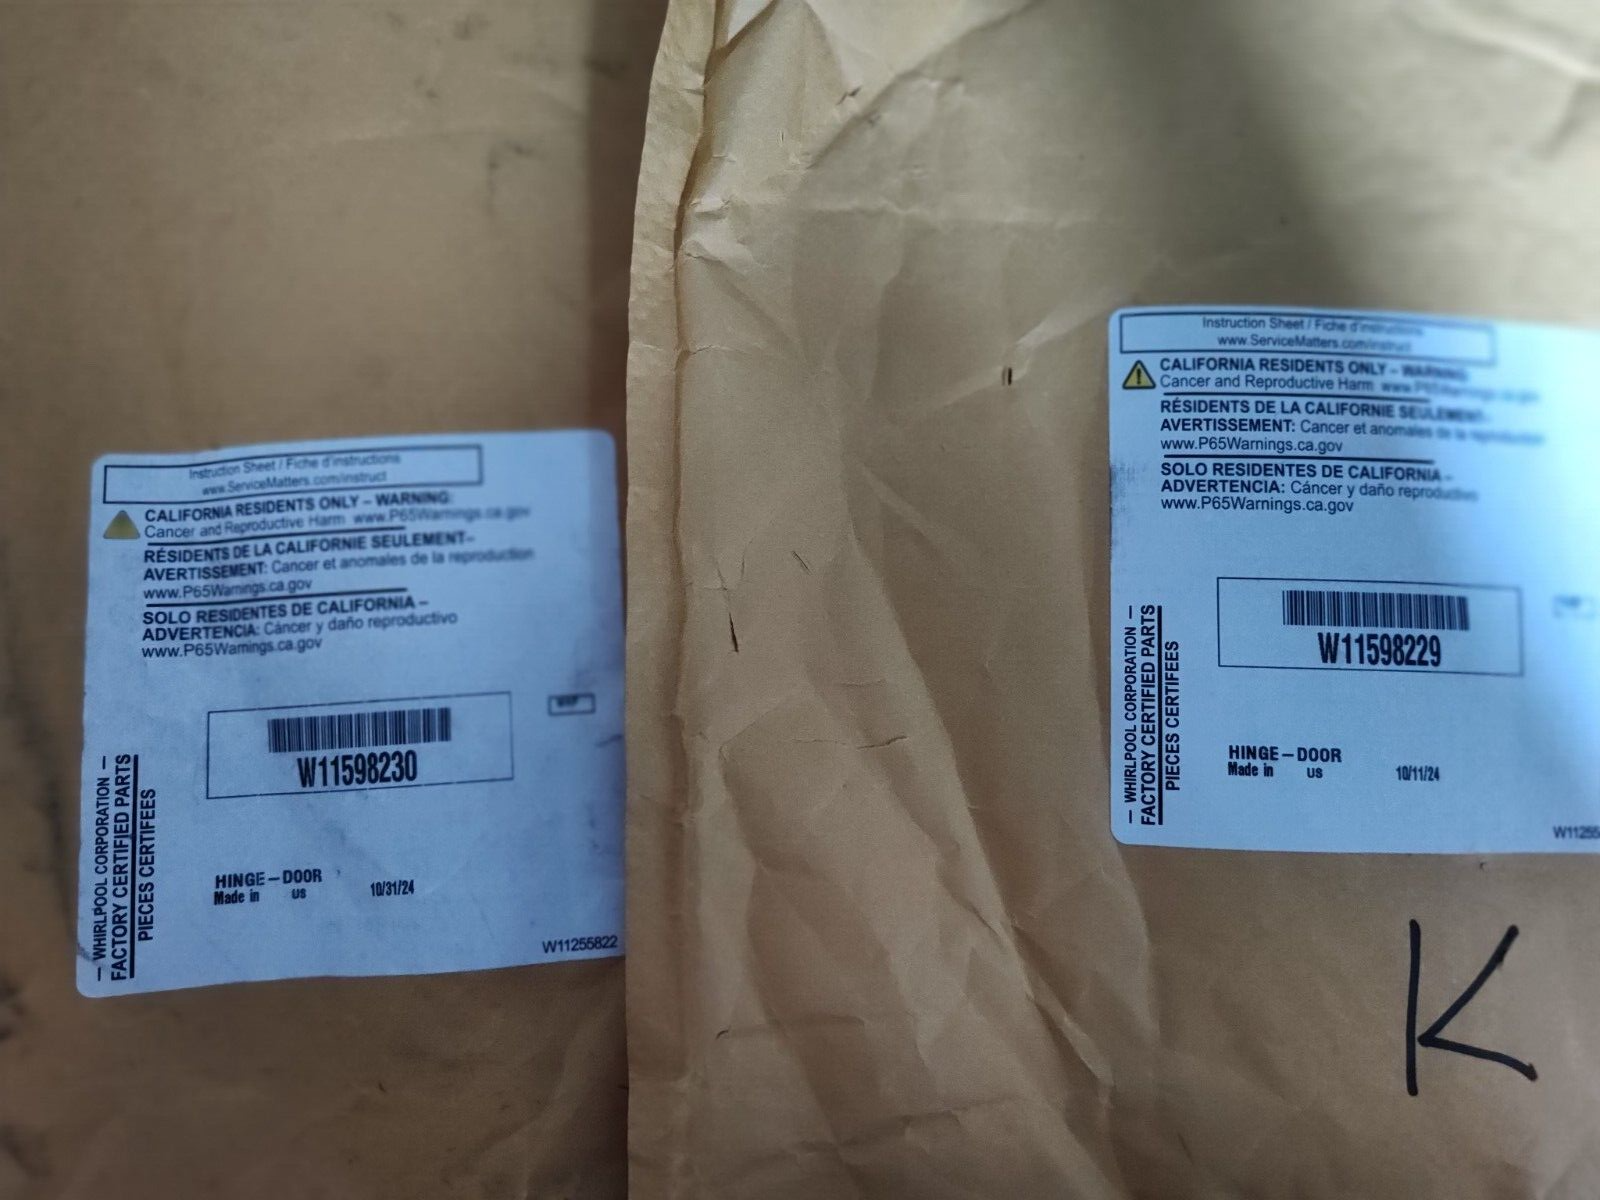 Instruction Sheet / Fiche d'instructions
www.ServiceMatters.com/instruct
CALIFORNIA RESIDENTS ONLY – WARNING:
Cancer and Reproductive Harm www.P65Warnings.ca.gov
RÉSIDENTS DE LA CALIFORNIE SEULEMENT–
AVERTISSEMENT: Cancer et anomales de la reproduction
www.P65Warnings.ca.gov
SOLO RESIDENTES DE CALIFORNIA –
ADVERTENCIA: Cáncer y daño reproductivo
www.P65Warnings.ca.gov
W11598230
— WHIRLPOOL CORPORATION —
FACTORY CERTIFIED PARTS
PIECES CERTIFEES
HINGE–DOOR
Made in US 10/31/24
W11255822
Instruction Sheet / Fiche d'instructions
www.ServiceMatters.com/instruct
CALIFORNIA RESIDENTS ONLY – WARNING
Cancer and Reproductive Harm www.P65Warnings.ca.gov
RÉSIDENTS DE LA CALIFORNIE SEULEMENT–
AVERTISSEMENT: Cancer et anomales de la reproduction
www.P65Warnings.ca.gov
SOLO RESIDENTES DE CALIFORNIA –
ADVERTENCIA: Cáncer y daño reproductivo
www.P65Warnings.ca.gov
W11598229
— WHIRLPOOL CORPORATION —
FACTORY CERTIFIED PARTS
PIECES CERTIFEES
HINGE–DOOR
Made in US 10/11/24
W11255
K